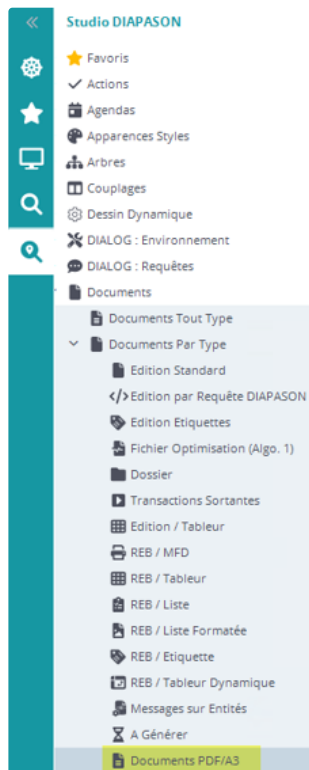 Studio DIAPASON
Favoris
Actions
Agendas
Apparences Styles
Arbres
Couplages
Dessin Dynamique
DIALOG : Environnement
DIALOG : Requêtes
Documents
Documents Tout Type
Documents Par Type
Edition Standard
Edition par Requête DIAPASON
Edition Etiquettes
Fichier Optimisation (Algo. 1)
Dossier
Transactions Sortantes
Edition / Tableur
REB / MFD
REB / Tableur
REB / Liste
REB / Liste Formatée
REB / Etiquette
REB / Tableur Dynamique
Messages sur Entités
A Générer
Documents PDF/A3